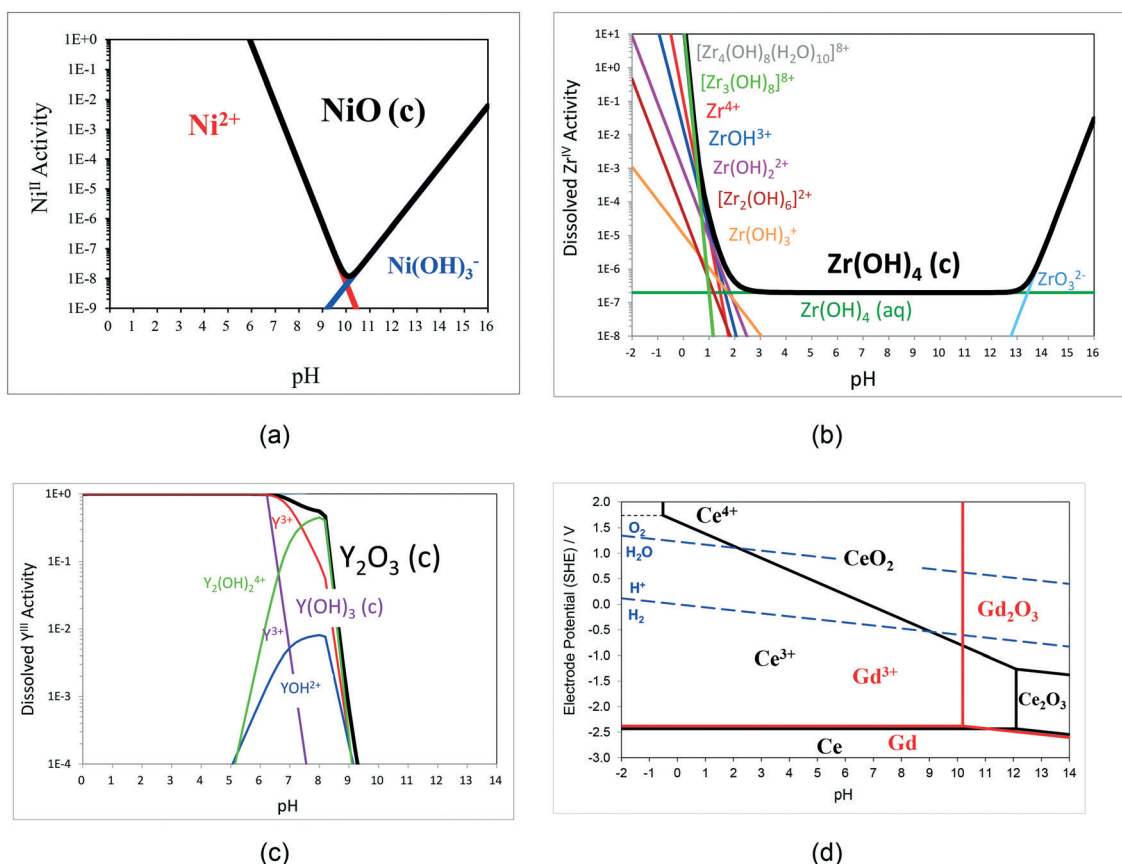 1E+0
1E-1
1E-2
1E-3
1E-4
1E-5
1E-6
1E-7
1E-8
1E-9
Ni^II Activity
Ni²⁺
NiO (c)
Ni(OH)₃⁻
0 1 2 3 4 5 6 7 8 9 10 11 12 13 14 15 16
pH
(a)
1E+1
1E+0
1E-1
1E-2
1E-3
1E-4
1E-5
1E-6
1E-7
1E-8
Dissolved Zr^IV Activity
[Zr₄(OH)₈(H₂O)₁₀]⁸⁺
[Zr₃(OH)₈]⁸⁺
Zr⁴⁺
ZrOH³⁺
Zr(OH)₂²⁺
[Zr₂(OH)₆]²⁺
Zr(OH)₃⁺
Zr(OH)₄ (c)
ZrO₃²⁻
Zr(OH)₄ (aq)
-2 -1 0 1 2 3 4 5 6 7 8 9 10 11 12 13 14 15 16
pH
(b)
1E+0
1E-1
1E-2
1E-3
1E-4
Dissolved Y^III Activity
Y³⁺
Y₂O₃ (c)
Y₂(OH)₂⁴⁺
Y(OH)₃ (c)
Y³⁺
YOH²⁺
0 1 2 3 4 5 6 7 8 9 10 11 12 13 14
pH
(c)
2.0
1.5
1.0
0.5
0.0
-0.5
-1.0
-1.5
-2.0
-2.5
-3.0
Electrode Potential (SHE) / V
Ce⁴⁺
O₂
H₂O
CeO₂
H⁺
H₂
Gd₂O₃
Ce³⁺
Gd³⁺
Ce₂O₃
Ce
Gd
-2 -1 0 1 2 3 4 5 6 7 8 9 10 11 12 13 14
pH
(d)